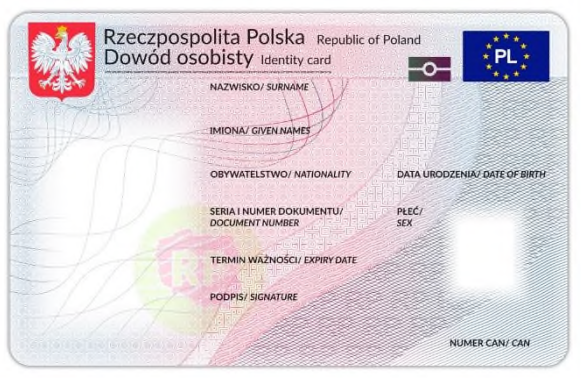 Rzeczpospolita Polska Republic of Poland
Dowód osobisty Identity card
PL
NAZWISKO/ SURNAME
IMIONA/ GIVEN NAMES
OBYWATELSTWO/ NATIONALITY
DATA URODZENIA/ DATE OF BIRTH
SERIA I NUMER DOKUMENTU/
DOCUMENT NUMBER
PŁEĆ/
SEX
TERMIN WAŻNOŚCI/ EXPIRY DATE
PODPIS/ SIGNATURE
NUMER CAN/ CAN